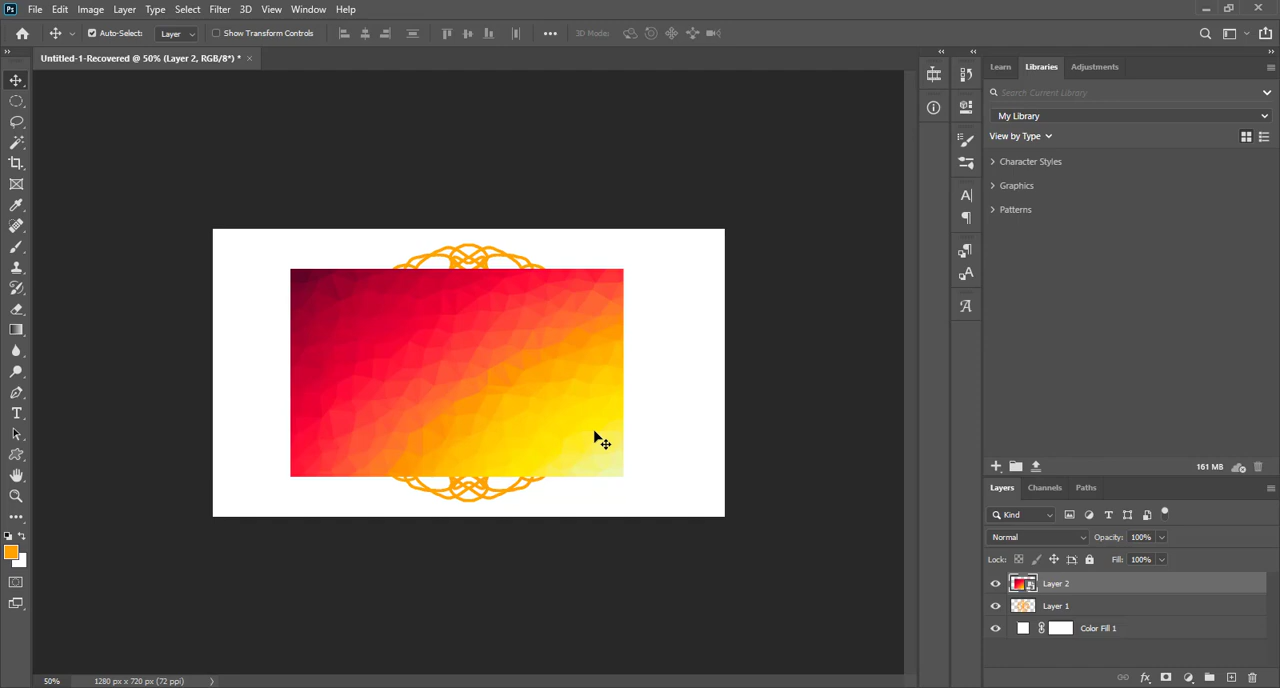 Ps File Edit Image Layer Type Select Filter 3D View Window Help
Auto-Select: Layer Show Transform Controls 3D Mode:
Untitled-1-Recovered @ 50% (Layer 2, RGB/8*) * ×
Learn Libraries Adjustments
Search Current Library
My Library
View by Type
Character Styles
Graphics
Patterns
161 MB
Layers Channels Paths
Kind
Normal Opacity: 100%
Lock: Fill: 100%
Layer 2
Layer 1
Color Fill 1
50% 1280 px x 720 px (72 ppi)